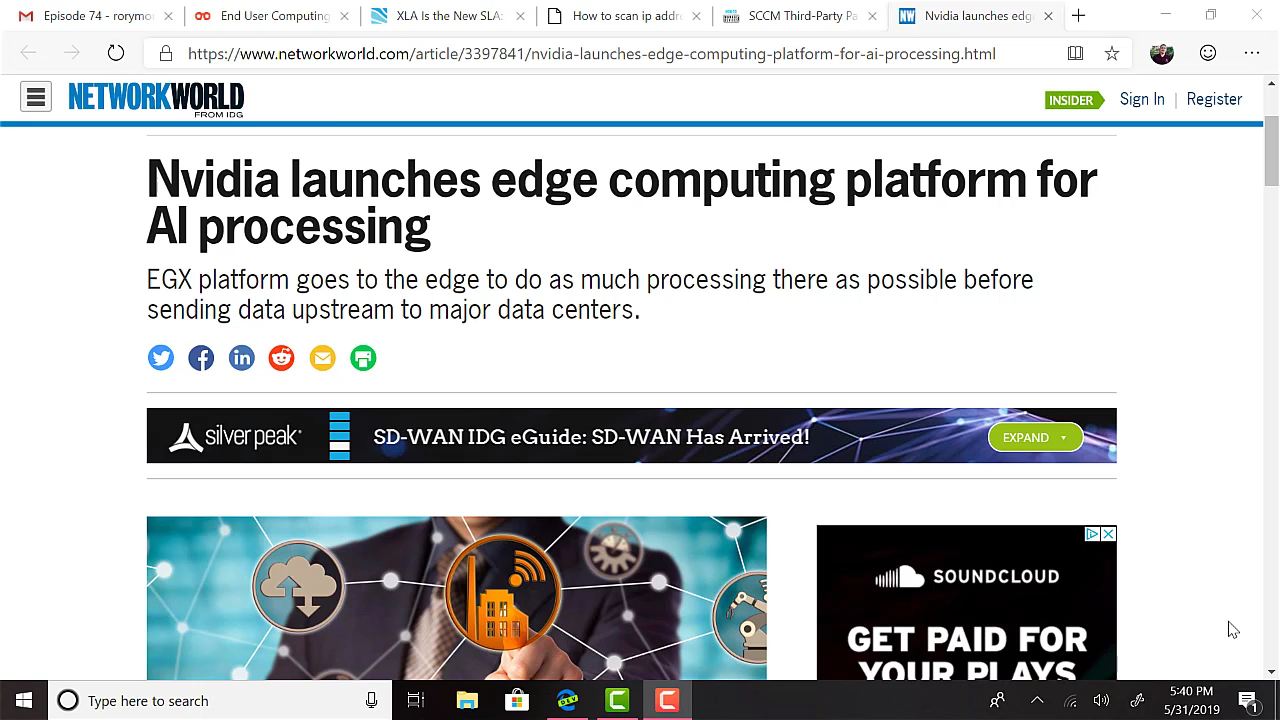 Episode 74 - rorymo
End User Computing
XLA Is the New SLA:
How to scan ip addr
SCCM Third-Party Pa
Nvidia launches edg
https://www.networkworld.com/article/3397841/nvidia-launches-edge-computing-platform-for-ai-processing.html
NETWORKWORLD
FROM IDG
INSIDER Sign In | Register
Nvidia launches edge computing platform for
AI processing
EGX platform goes to the edge to do as much processing there as possible before
sending data upstream to major data centers.
silver peak
SD-WAN IDG eGuide: SD-WAN Has Arrived!
EXPAND
SOUNDCLOUD
GET PAID FOR
YOUR PLAYS
Type here to search
5:40 PM
5/31/2019
1